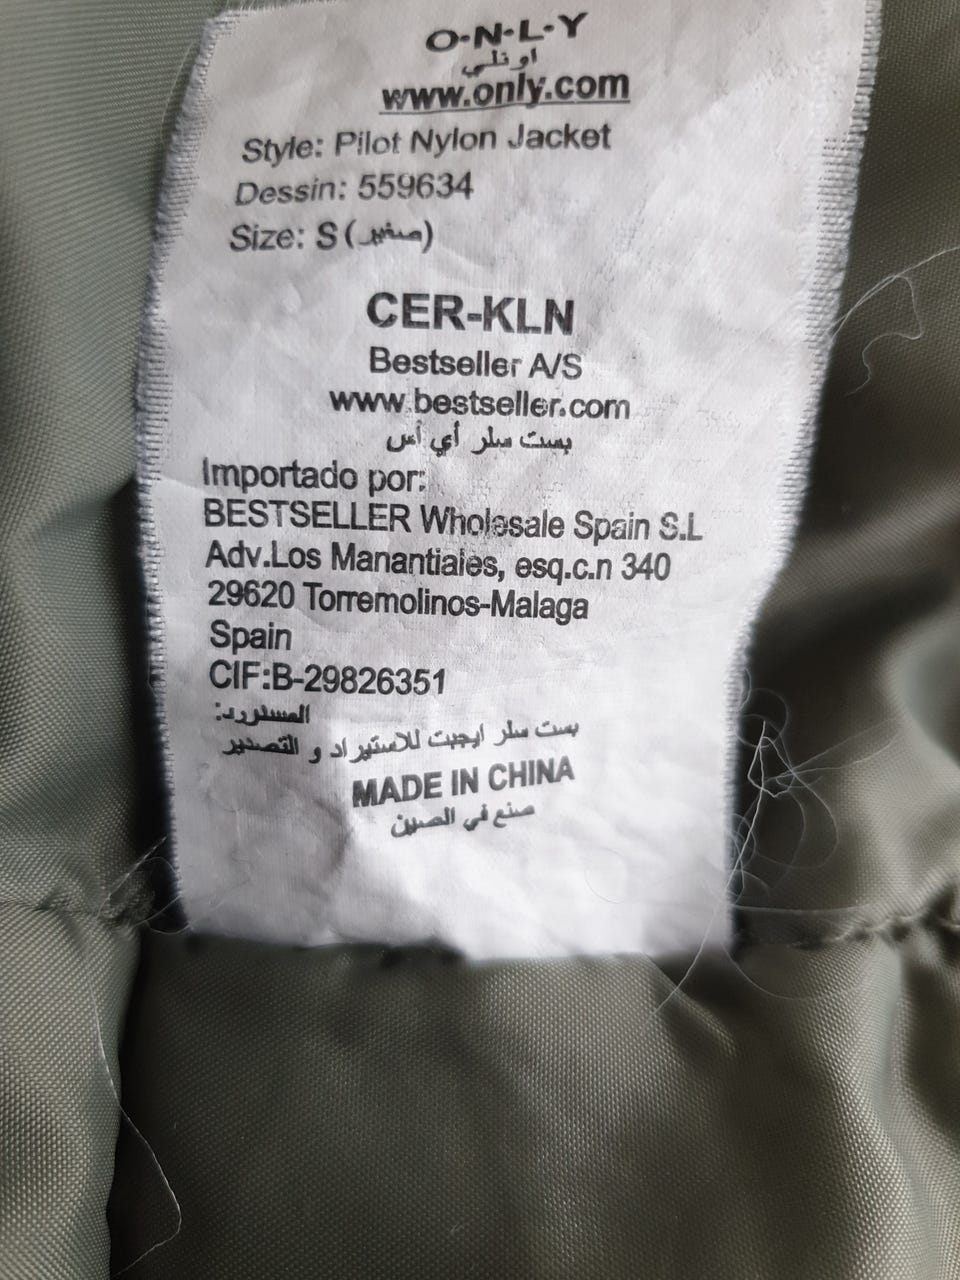 O·N·L·Y
اونلي
www.only.com
Style: Pilot Nylon Jacket
Dessin: 559634
Size: S (صغير)
CER-KLN
Bestseller A/S
www.bestseller.com
بست سلر أي أس
Importado por:
BESTSELLER Wholesale Spain S.L
Adv.Los Manantiales, esq.c.n 340
29620 Torremolinos-Malaga
Spain
CIF:B-29826351
المستورد:
بست سلر ايجبت للاستيراد و التصدير
MADE IN CHINA
صنع في الصين